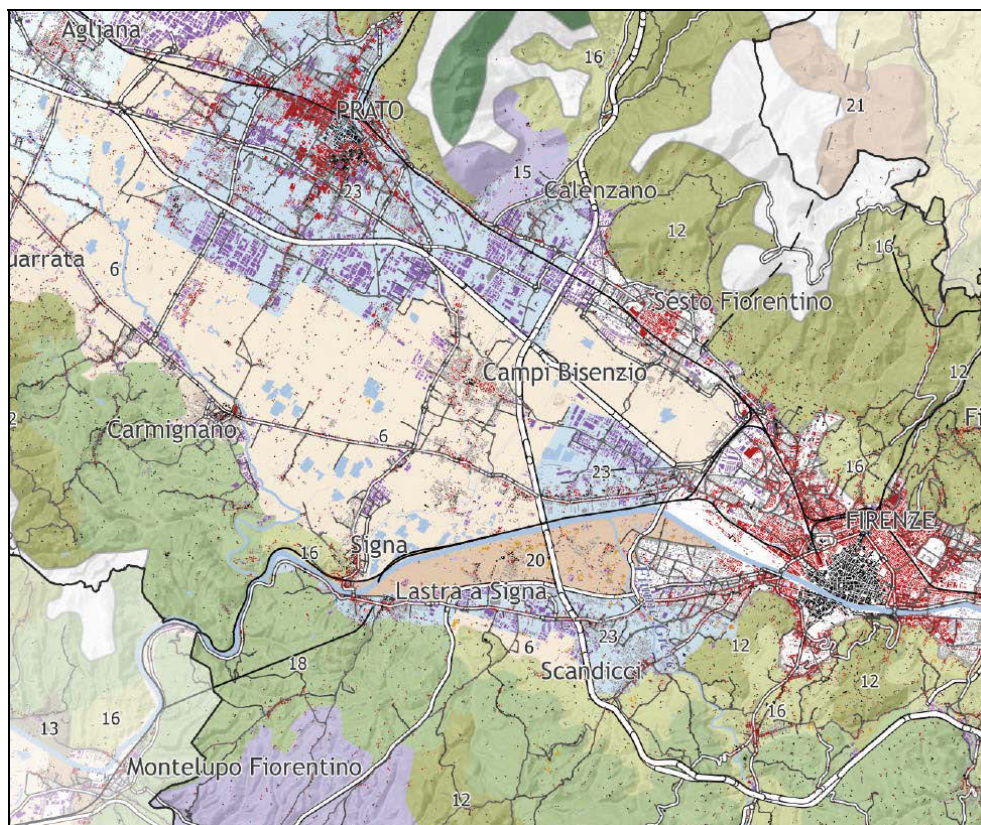 Agliana
16
PRATO
21
15
Calenzano
23
12
16
uarrata
6
Sesto Fiorentino
Campi Bisenzio
12
12
Carmignano
6
Fi
23
16
FIRENZE
16
Signa
20
Lastra a Signa
23
6
12
18
Scandicci
12
16
13
16
Montelupo Fiorentino
12